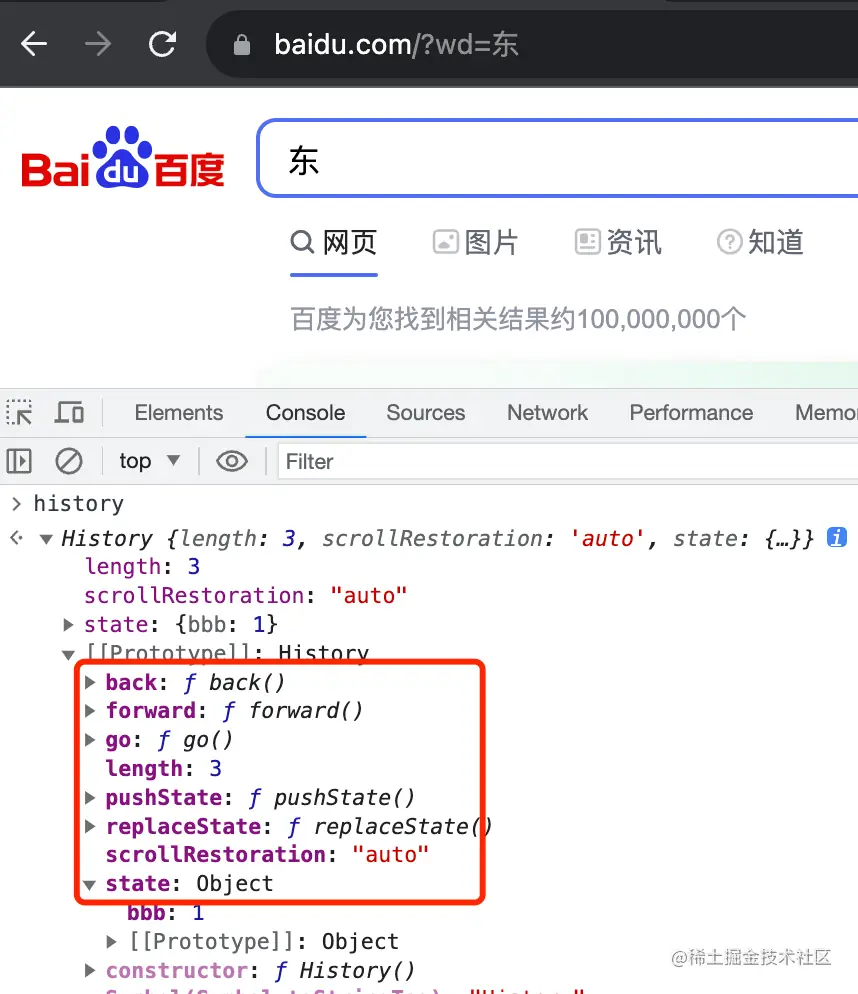 baidu.com/?wd=东
Bai du 百度
东
网页 图片 资讯 知道
百度为您找到相关结果约100,000,000个
Elements Console Sources Network Performance Memor
top Filter
history
History {length: 3, scrollRestoration: 'auto', state: {…}}
length: 3
scrollRestoration: "auto"
state: {bbb: 1}
[[Prototype]]: History
back: ƒ back()
forward: ƒ forward()
go: ƒ go()
length: 3
pushState: ƒ pushState()
replaceState: ƒ replaceState()
scrollRestoration: "auto"
state: Object
bbb: 1
[[Prototype]]: Object
@稀土掘金技术社区
constructor: ƒ History()